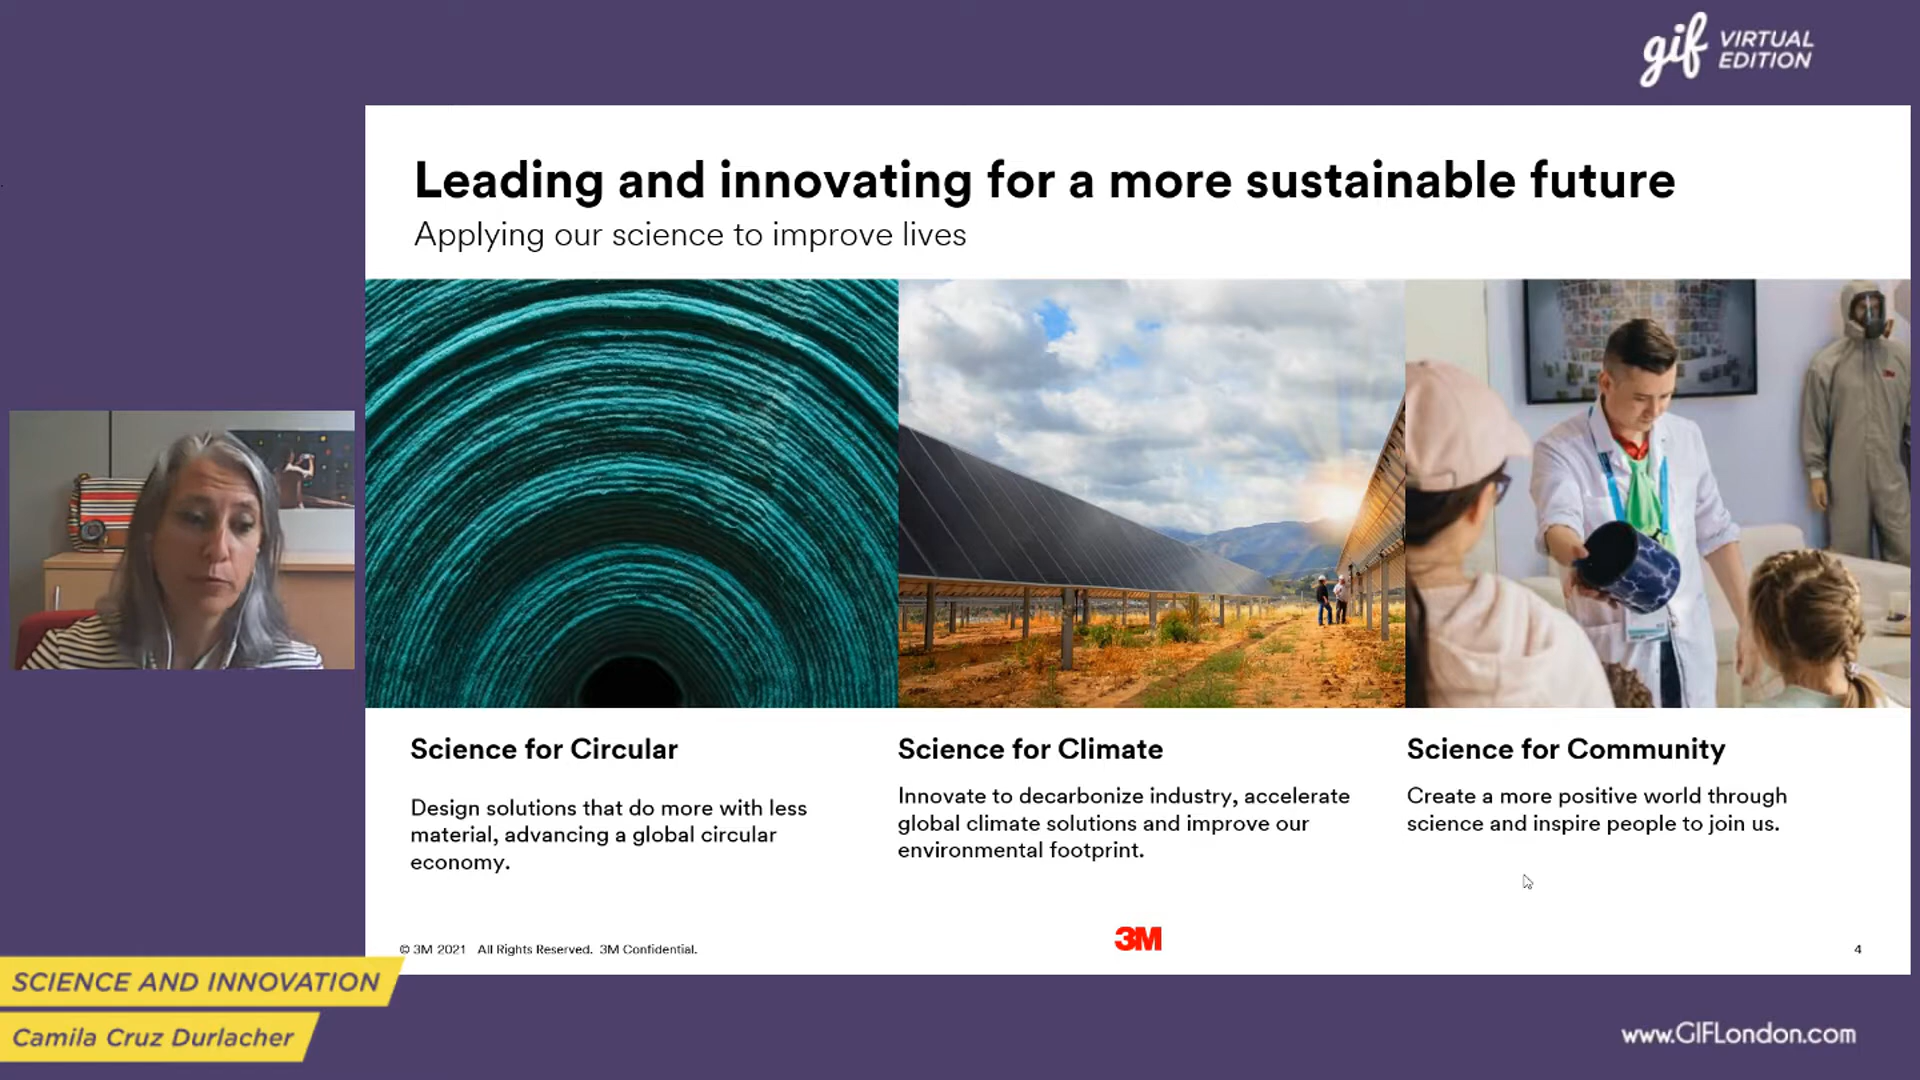 gif VIRTUAL
EDITION
Leading and innovating for a more sustainable future
Applying our science to improve lives
Science for Circular
Design solutions that do more with less
material, advancing a global circular
economy.
Science for Climate
Innovate to decarbonize industry, accelerate
global climate solutions and improve our
environmental footprint.
Science for Community
Create a more positive world through
science and inspire people to join us.
© 3M 2021 All Rights Reserved. 3M Confidential.
3M
4
SCIENCE AND INNOVATION
Camila Cruz Durlacher
www.GIFLondon.com